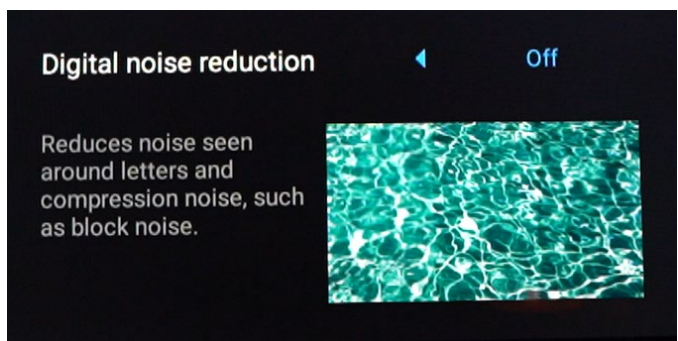 Digital noise reduction
Off
Reduces noise seen
around letters and
compression noise, such
as block noise.